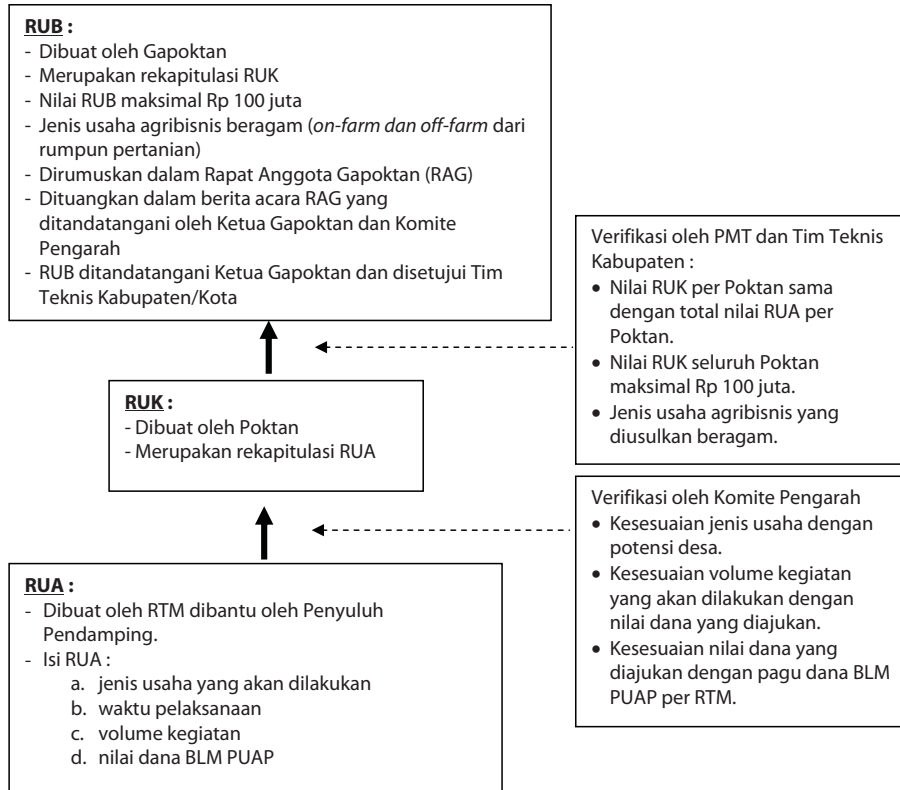 RUB :
- Dibuat oleh Gapoktan
- Merupakan rekapitulasi RUK
- Nilai RUB maksimal Rp 100 juta
- Jenis usaha agribisnis beragam (on-farm dan off-farm dari
rumpun pertanian)
- Dirumuskan dalam Rapat Anggota Gapoktan (RAG)
- Dituangkan dalam berita acara RAG yang
ditandatangani oleh Ketua Gapoktan dan Komite
Pengarah
- RUB ditandatangani Ketua Gapoktan dan disetujui Tim
Teknis Kabupaten/Kota
Verifikasi oleh PMT dan Tim Teknis
Kabupaten :
• Nilai RUK per Poktan sama
dengan total nilai RUA per
Poktan.
• Nilai RUK seluruh Poktan
maksimal Rp 100 juta.
• Jenis usaha agribisnis yang
diusulkan beragam.
RUK :
- Dibuat oleh Poktan
- Merupakan rekapitulasi RUA
Verifikasi oleh Komite Pengarah
• Kesesuaian jenis usaha dengan
potensi desa.
• Kesesuaian volume kegiatan
yang akan dilakukan dengan
nilai dana yang diajukan.
• Kesesuaian nilai dana yang
diajukan dengan pagu dana BLM
PUAP per RTM.
RUA :
- Dibuat oleh RTM dibantu oleh Penyuluh
Pendamping.
- Isi RUA :
a. jenis usaha yang akan dilakukan
b. waktu pelaksanaan
c. volume kegiatan
d. nilai dana BLM PUAP